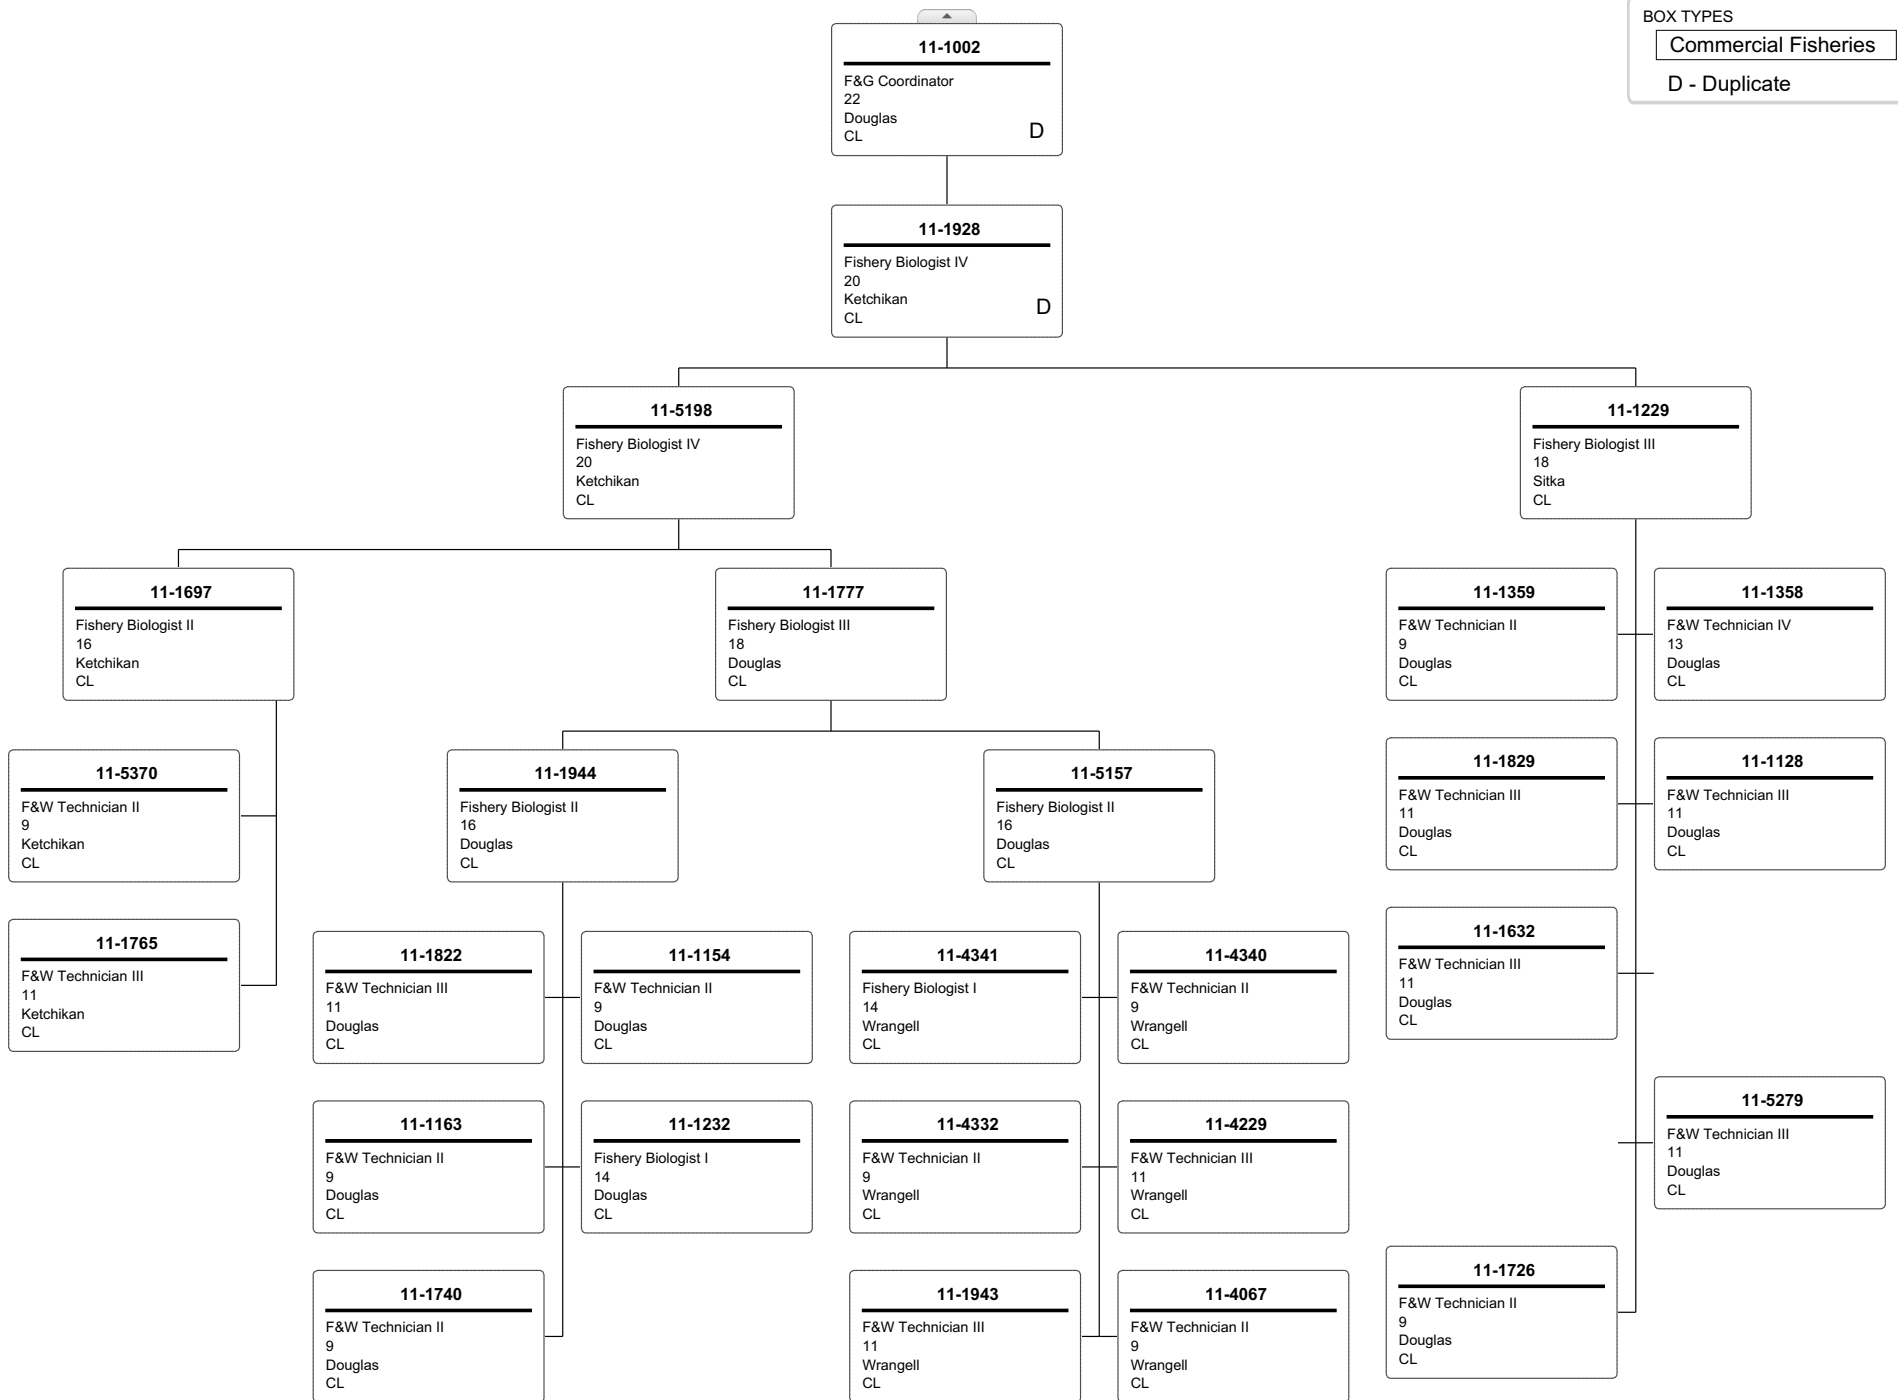 BOX TYPES
Commercial Fisheries
D - Duplicate
11-1002
F&G Coordinator
22
Douglas
CL
D
11-1928
Fishery Biologist IV
20
Ketchikan
CL
D
11-5198
Fishery Biologist IV
20
Ketchikan
CL
11-1229
Fishery Biologist III
18
Sitka
CL
11-1697
Fishery Biologist II
16
Ketchikan
CL
11-1777
Fishery Biologist III
18
Douglas
CL
11-1359
F&W Technician II
9
Douglas
CL
11-1358
F&W Technician IV
13
Douglas
CL
11-5370
F&W Technician II
9
Ketchikan
CL
11-1944
Fishery Biologist II
16
Douglas
CL
11-5157
Fishery Biologist II
16
Douglas
CL
11-1829
F&W Technician III
11
Douglas
CL
11-1128
F&W Technician III
11
Douglas
CL
11-1765
F&W Technician III
11
Ketchikan
CL
11-1822
F&W Technician III
11
Douglas
CL
11-1154
F&W Technician II
9
Douglas
CL
11-4341
Fishery Biologist I
14
Wrangell
CL
11-4340
F&W Technician II
9
Wrangell
CL
11-1632
F&W Technician III
11
Douglas
CL
11-1163
F&W Technician II
9
Douglas
CL
11-1232
Fishery Biologist I
14
Douglas
CL
11-4332
F&W Technician II
9
Wrangell
CL
11-4229
F&W Technician III
11
Wrangell
CL
11-5279
F&W Technician III
11
Douglas
CL
11-1740
F&W Technician II
9
Douglas
CL
11-1943
F&W Technician III
11
Wrangell
CL
11-4067
F&W Technician II
9
Wrangell
CL
11-1726
F&W Technician II
9
Douglas
CL